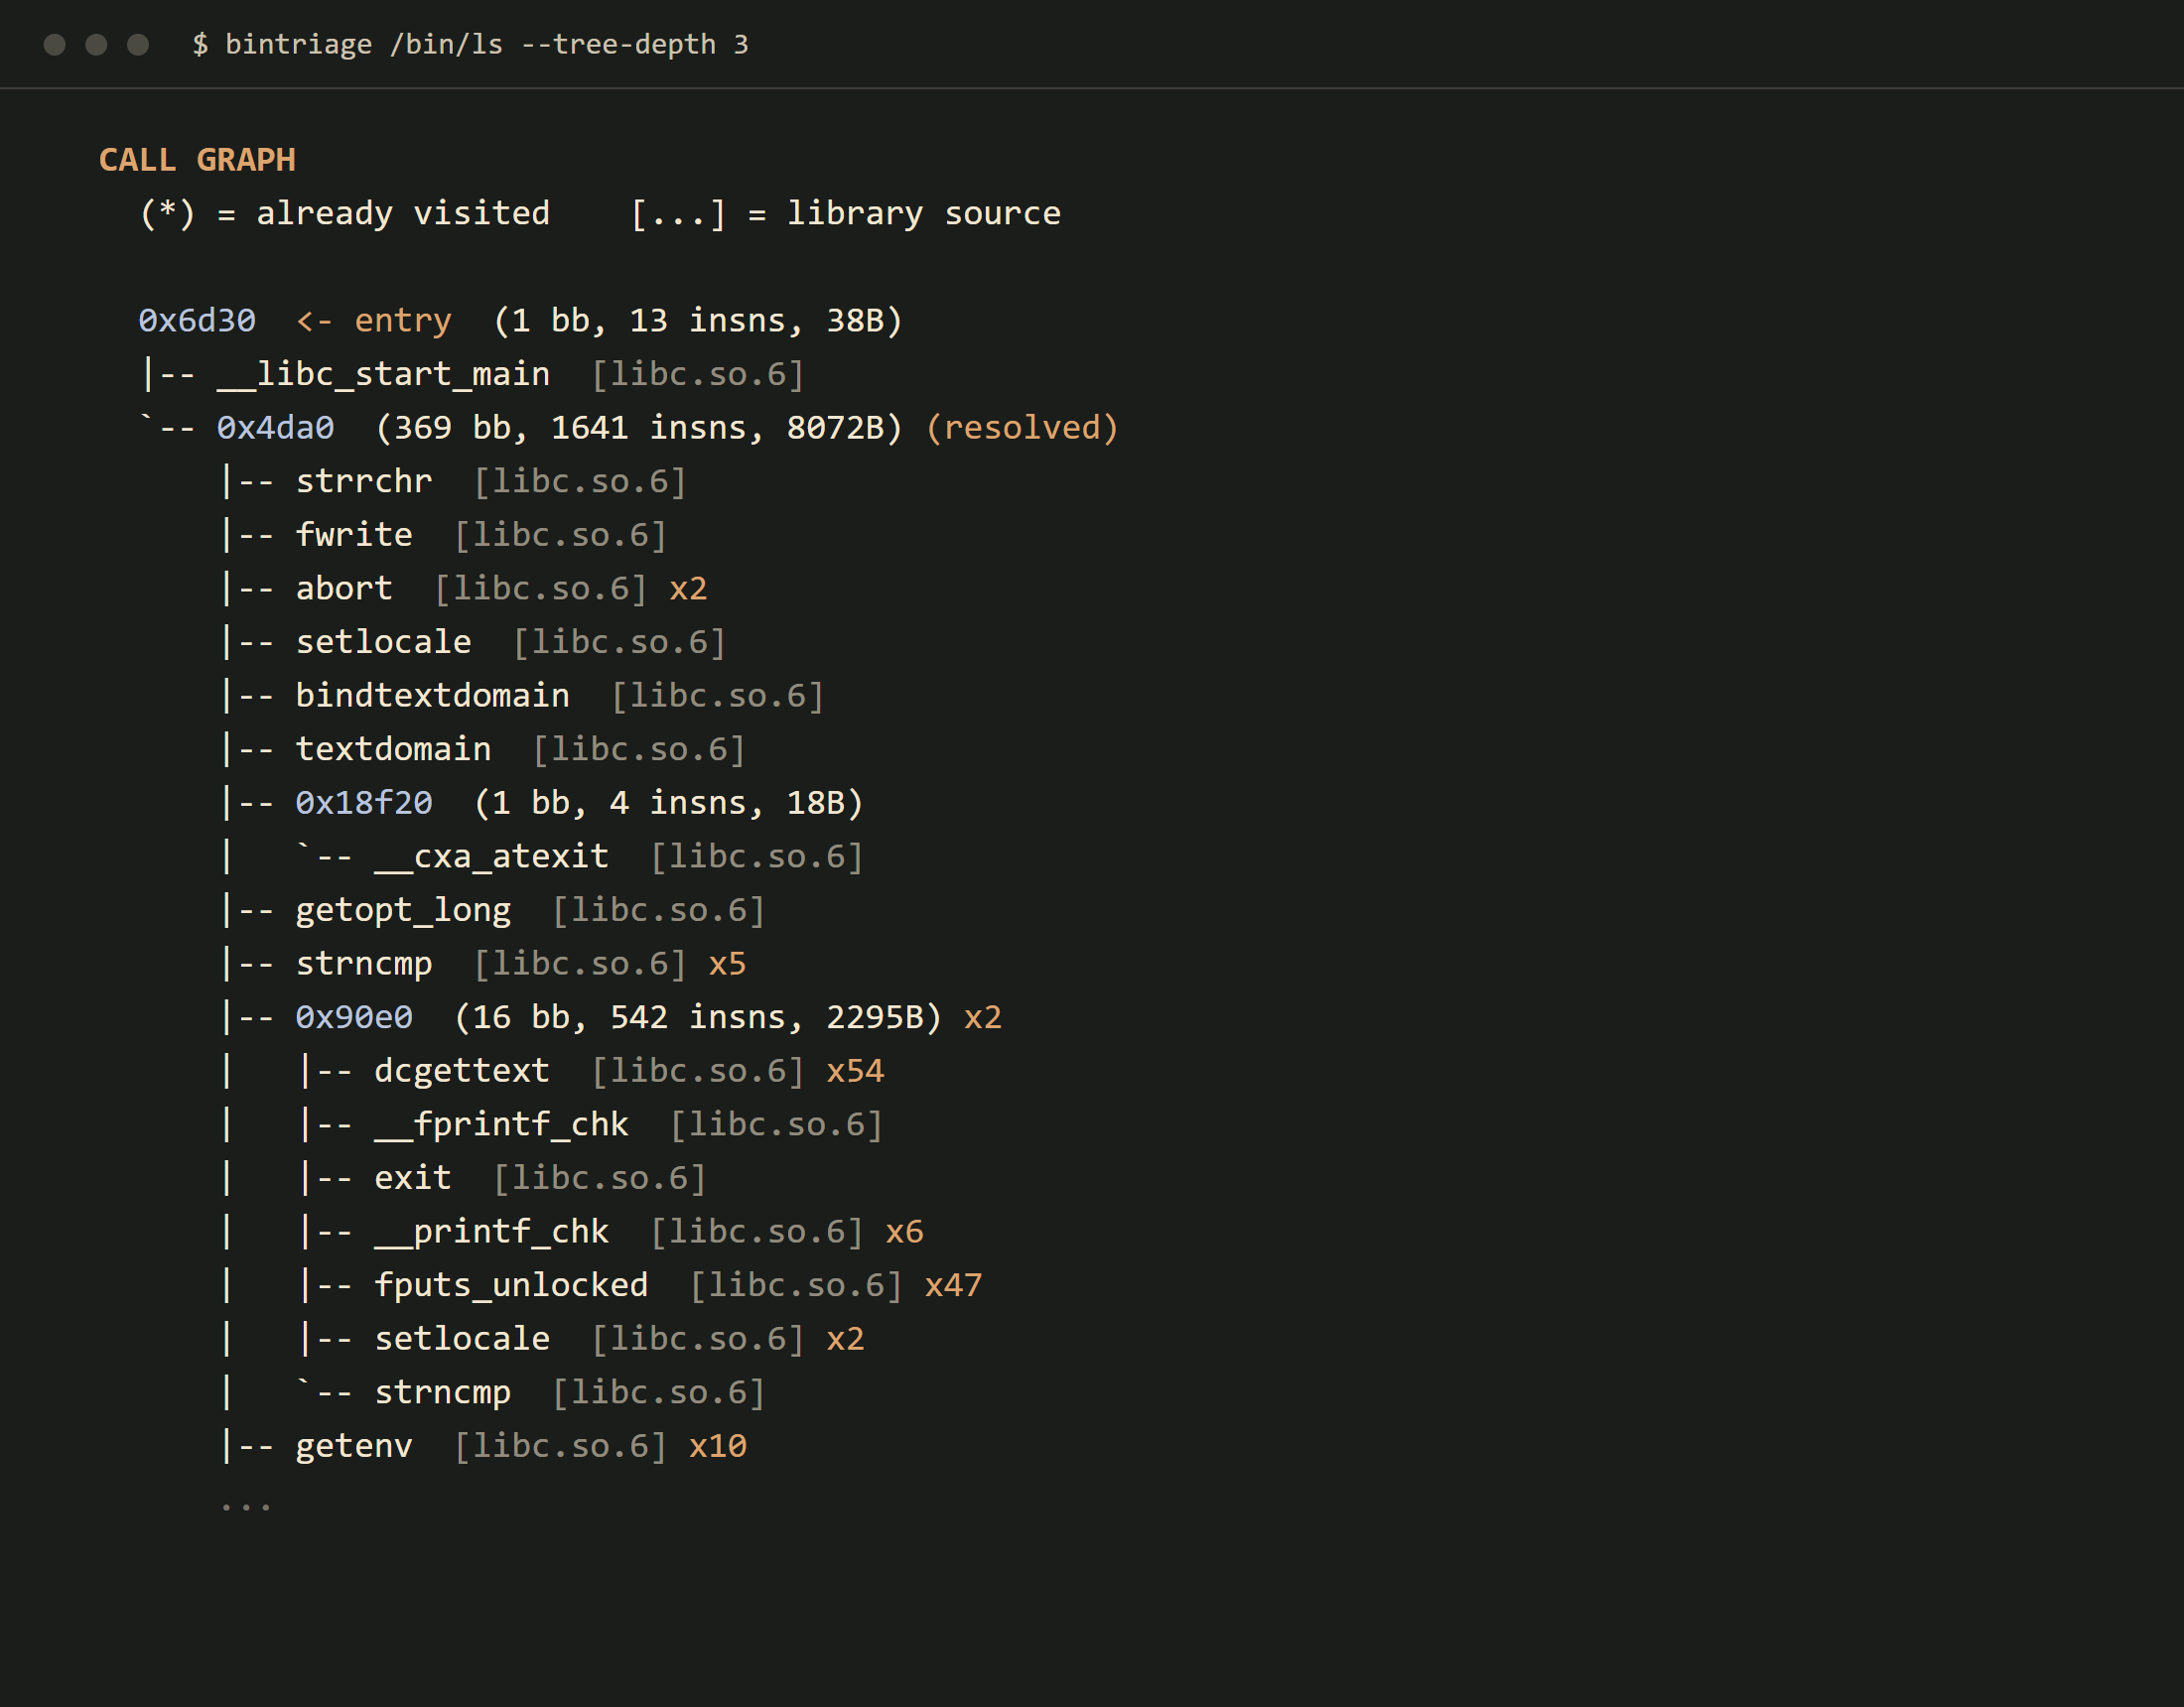 $ bintriage /bin/ls --tree-depth 3
CALL GRAPH
  (*) = already visited    [...] = library source
  0x6d30  <- entry  (1 bb, 13 insns, 38B)
  |-- __libc_start_main  [libc.so.6]
  `-- 0x4da0  (369 bb, 1641 insns, 8072B) (resolved)
      |-- strrchr  [libc.so.6]
      |-- fwrite  [libc.so.6]
      |-- abort  [libc.so.6] x2
      |-- setlocale  [libc.so.6]
      |-- bindtextdomain  [libc.so.6]
      |-- textdomain  [libc.so.6]
      |-- 0x18f20  (1 bb, 4 insns, 18B)
      |   `-- __cxa_atexit  [libc.so.6]
      |-- getopt_long  [libc.so.6]
      |-- strncmp  [libc.so.6] x5
      |-- 0x90e0  (16 bb, 542 insns, 2295B) x2
      |   |-- dcgettext  [libc.so.6] x54
      |   |-- __fprintf_chk  [libc.so.6]
      |   |-- exit  [libc.so.6]
      |   |-- __printf_chk  [libc.so.6] x6
      |   |-- fputs_unlocked  [libc.so.6] x47
      |   |-- setlocale  [libc.so.6] x2
      |   `-- strncmp  [libc.so.6]
      |-- getenv  [libc.so.6] x10
      ...